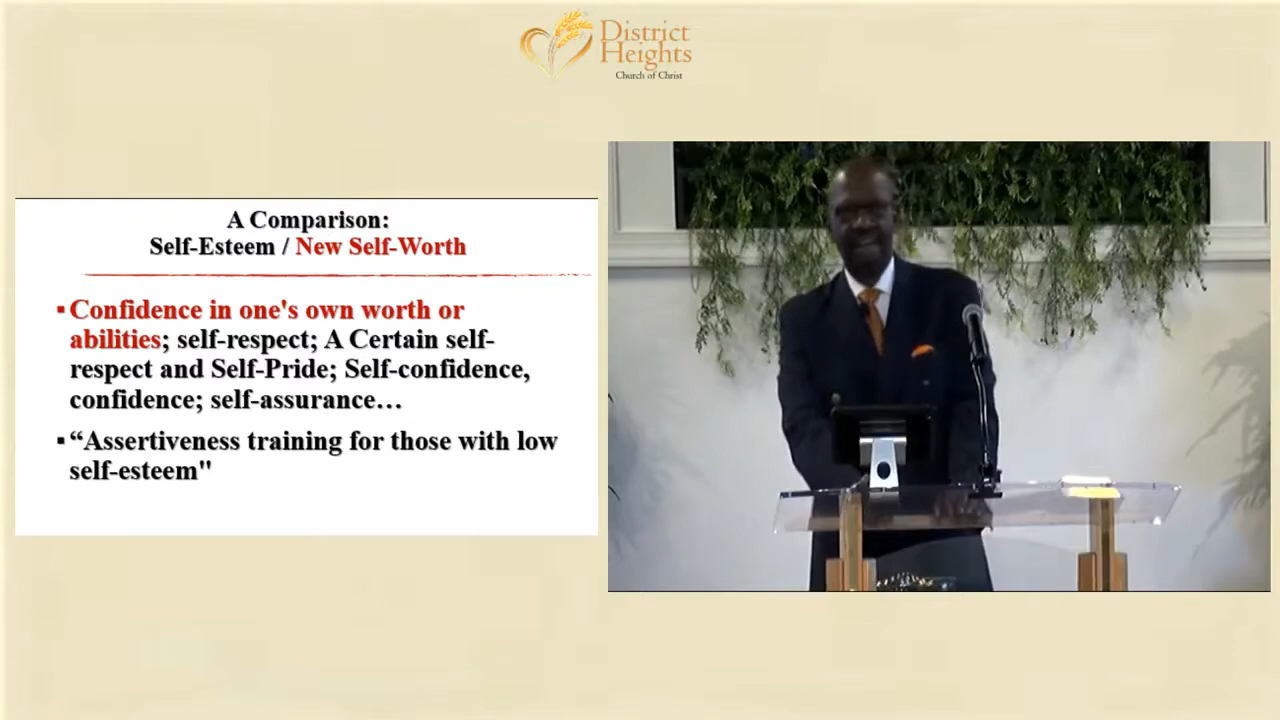 District
Heights
Church of Christ
A Comparison:
Self-Esteem / New Self-Worth
▪Confidence in one's own worth or
abilities; self-respect; A Certain self-
respect and Self-Pride; Self-confidence,
confidence; self-assurance…
▪“Assertiveness training for those with low
self-esteem"